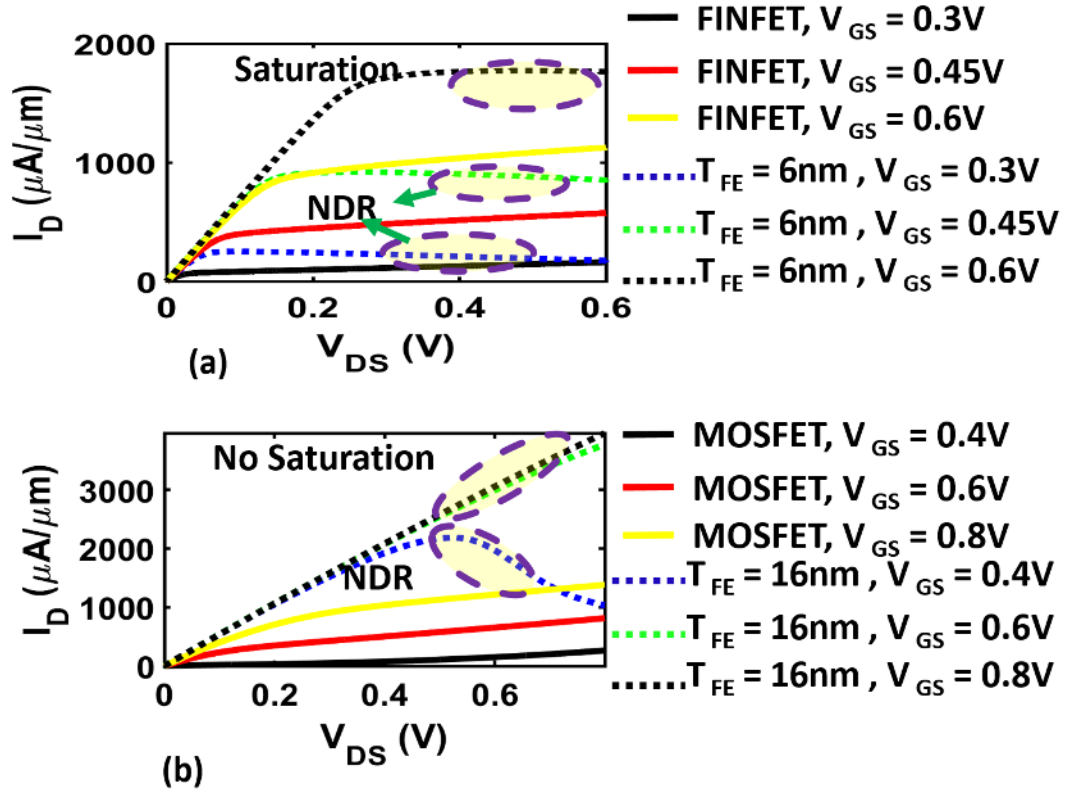 FINFET, V GS = 0.3V
FINFET, V GS = 0.45V
FINFET, V GS = 0.6V
T FE = 6nm , V GS = 0.3V
T FE = 6nm , V GS = 0.45V
T FE = 6nm , V GS = 0.6V
2000
1000
0
I D (μA/μm)
Saturation
NDR
0 0.2 0.4 0.6
V DS (V)
(a)
MOSFET, V GS = 0.4V
MOSFET, V GS = 0.6V
MOSFET, V GS = 0.8V
T FE = 16nm , V GS = 0.4V
T FE = 16nm , V GS = 0.6V
T FE = 16nm , V GS = 0.8V
3000
2000
1000
0
I D (μA/μm)
No Saturation
NDR
0 0.2 0.4 0.6
V DS (V)
(b)